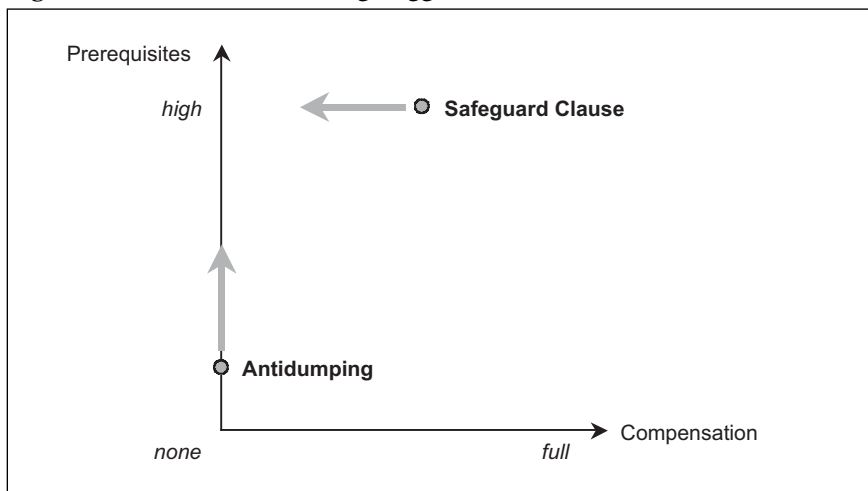 Prerequisites
high
Safeguard Clause
Antidumping
Compensation
none
full